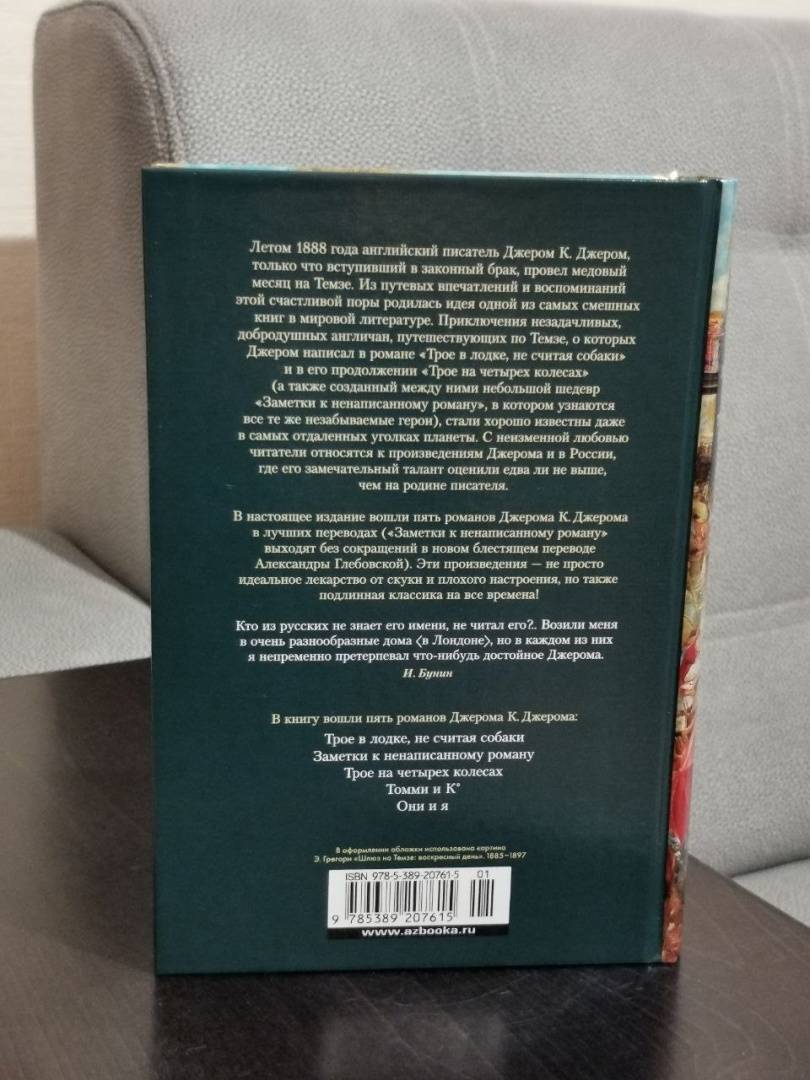 Летом 1888 года английский писатель Джером К. Джером,
только что вступивший в законный брак, провел медовый
месяц на Темзе. Из путевых впечатлений и воспоминаний
этой счастливой поры родилась идея одной из самых смешных
книг в мировой литературе. Приключения незадачливых,
добродушных англичан, путешествующих по Темзе, о которых
Джером написал в романе «Трое в лодке, не считая собаки»
и в его продолжении «Трое на четырех колесах»
(а также созданный между ними небольшой шедевр
«Заметки к ненаписанному роману», в котором узнаются
все те же незабываемые герои), стали хорошо известны даже
в самых отдаленных уголках планеты. С неизменной любовью
читатели относятся к произведениям Джерома и в России,
где его замечательный талант оценили едва ли не выше,
чем на родине писателя.
В настоящее издание вошли пять романов Джерома К. Джерома
в лучших переводах («Заметки к ненаписанному роману»
выходят без сокращений в новом блестящем переводе
Александры Глебовской). Эти произведения — не просто
идеальное лекарство от скуки и плохого настроения, но также
подлинная классика на все времена!
Кто из русских не знает его имени, не читал его?. Возили меня
в очень разнообразные дома ⟨в Лондоне⟩, но в каждом из них
я непременно претерпевал что-нибудь достойное Джерома.
И. Бунин
В книгу вошли пять романов Джерома К. Джерома:
Трое в лодке, не считая собаки
Заметки к ненаписанному роману
Трое на четырех колесах
Томми и К°
Они и я
В оформлении обложки использована картина
Э. Грегори «Шлюз на Темзе: воскресный день». 1885–1897
ISBN 978-5-389-20761-5 01
9 785389 207615
www.azbooka.ru